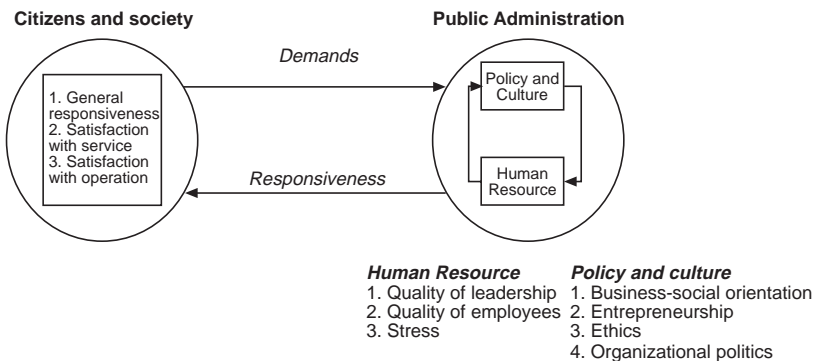 Citizens and society
Public Administration
Demands
1. General
responsiveness
2. Satisfaction
with service
3. Satisfaction
with operation
Policy and
Culture
Responsiveness
Human
Resource
Human Resource
1. Quality of leadership
2. Quality of employees
3. Stress
Policy and culture
1. Business-social orientation
2. Entrepreneurship
3. Ethics
4. Organizational politics